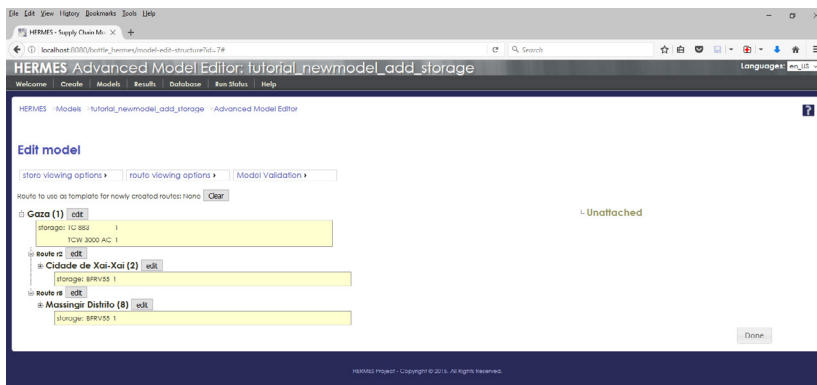 File Edit View History Bookmarks Tools Help
HERMES - Supply Chain Mo
localhost:8080/bottle_hermes/model-edit-structure?id=7#
Search
HERMES Advanced Model Editor: tutorial_newmodel_add_storage
Languages: en_US
Welcome Create Models Results Database Run Status Help
HERMES Models tutorial_newmodel_add_storage Advanced Model Editor
?
Edit model
store viewing options route viewing options Model Validation
Route to use as template for newly created routes: None Clear
Gaza (1) edit
Unattached
storage: TC 883 1
TCW 3000 AC 1
Route r2 edit
Cidade de Xai-Xai (2) edit
storage: BFRV55 1
Route r8 edit
Massingir Distrito (8) edit
storage: BFRV55 1
Done
HERMES Project - Copyright © 2015. All Rights Reserved.